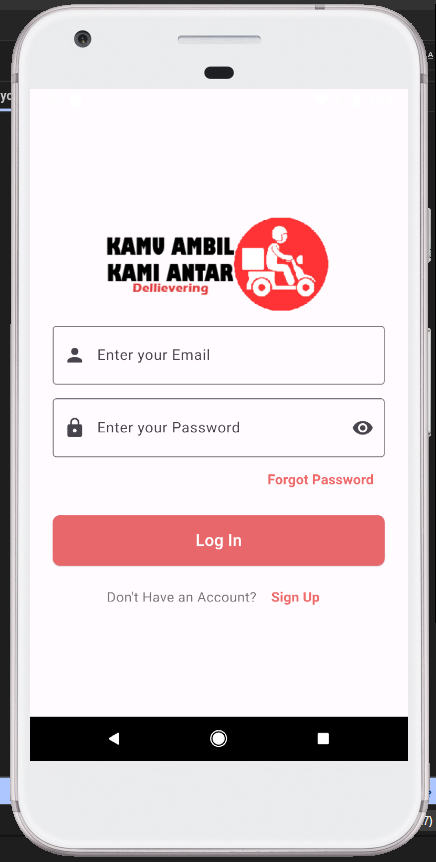 KAMU AMBIL
KAMI ANTAR
Dellievering
Enter your Email
Enter your Password
Forgot Password
Log In
Don't Have an Account? Sign Up